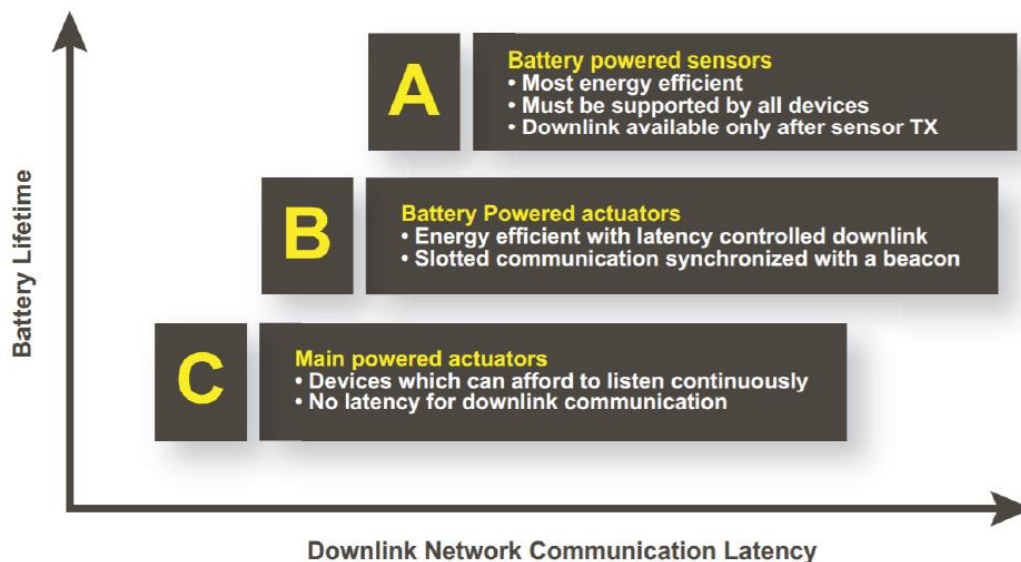 Battery Lifetime
A
Battery powered sensors
• Most energy efficient
• Must be supported by all devices
• Downlink available only after sensor TX
B
Battery Powered actuators
• Energy efficient with latency controlled downlink
• Slotted communication synchronized with a beacon
C
Main powered actuators
• Devices which can afford to listen continuously
• No latency for downlink communication
Downlink Network Communication Latency